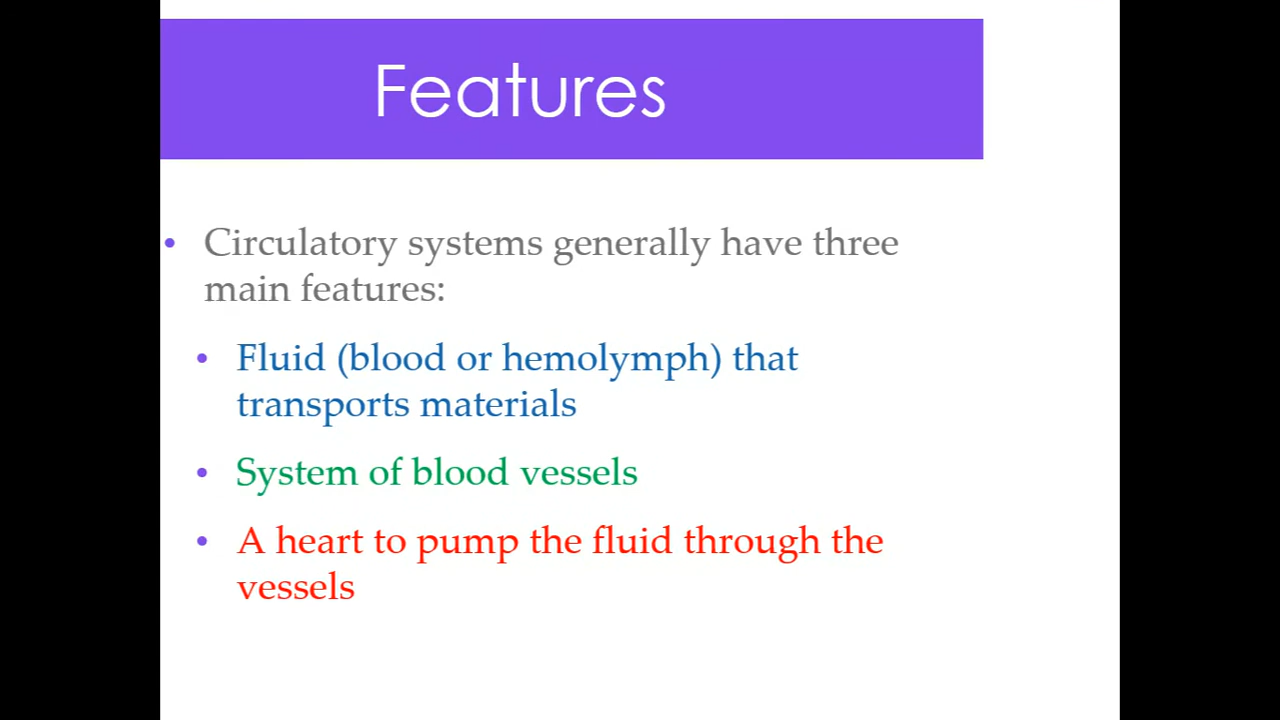 Features
• Circulatory systems generally have three
main features:
• Fluid (blood or hemolymph) that
transports materials
• System of blood vessels
• A heart to pump the fluid through the
vessels